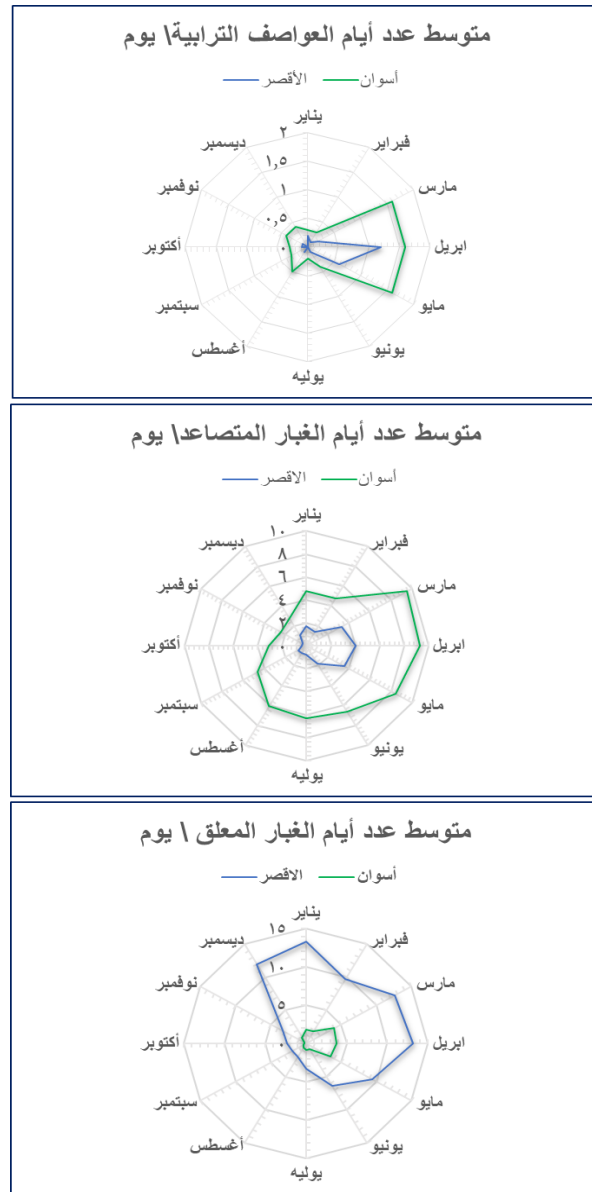 متوسط عدد أيام العواصف الترابية\ يوم
الأقصر أسوان
يناير
فبراير
مارس
ابريل
مايو
يونيو
يوليه
أغسطس
سبتمبر
أكتوبر
نوفمبر
ديسمبر
٢
١,٥
١
٠,٥
٠
متوسط عدد أيام الغبار المتصاعد\ يوم
الاقصر أسوان
يناير
فبراير
مارس
ابريل
مايو
يونيو
يوليه
أغسطس
سبتمبر
أكتوبر
نوفمبر
ديسمبر
١٠
٨
٦
٤
٢
٠
متوسط عدد أيام الغبار المعلق \ يوم
الاقصر أسوان
يناير
فبراير
مارس
ابريل
مايو
يونيو
يوليه
أغسطس
سبتمبر
أكتوبر
نوفمبر
ديسمبر
١٥
١٠
٥
٠